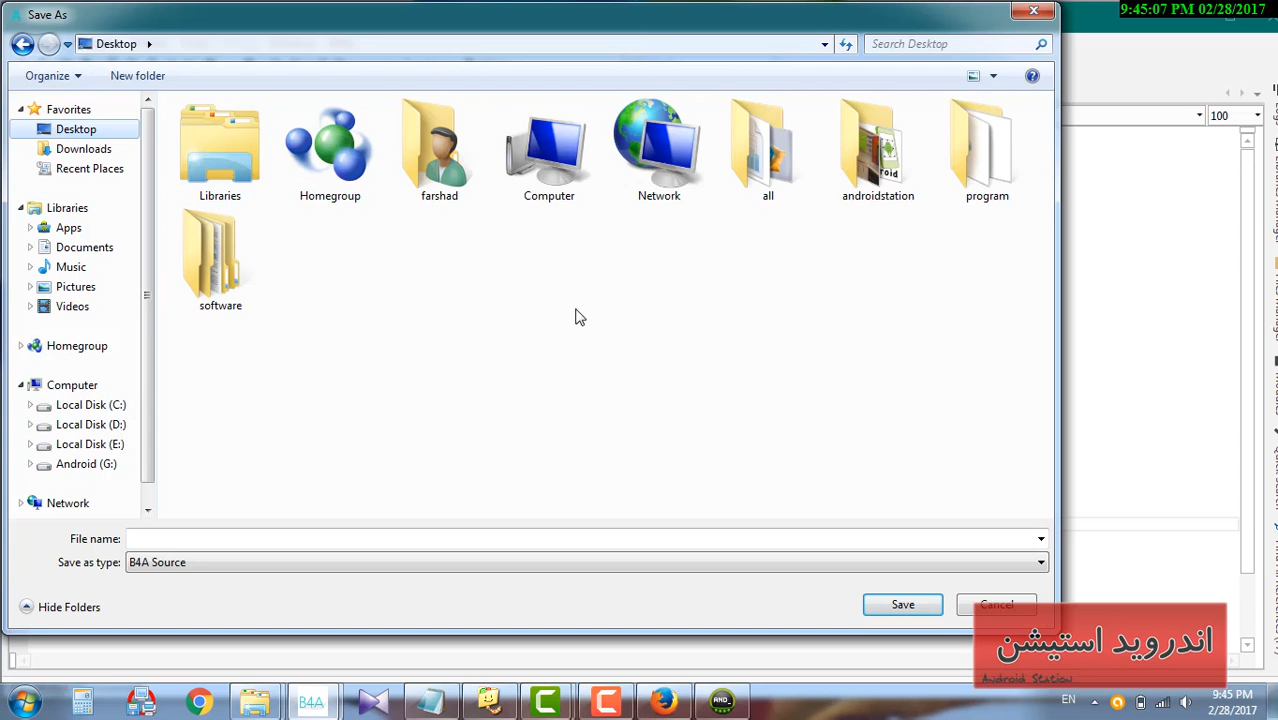 Save As
9:45:07 PM 02/28/2017
Desktop
Search Desktop
Organize
New folder
Favorites
Desktop
Downloads
Recent Places
Libraries
Apps
Documents
Music
Pictures
Videos
Homegroup
Computer
Local Disk (C:)
Local Disk (D:)
Local Disk (E:)
Android (G:)
Network
Libraries
Homegroup
farshad
Computer
Network
all
androidstation
program
software
100
File name:
Save as type:
B4A Source
Hide Folders
Save
Cancel
اندروید استیشن
Android Station
B4A
EN
9:45 PM
2/28/2017